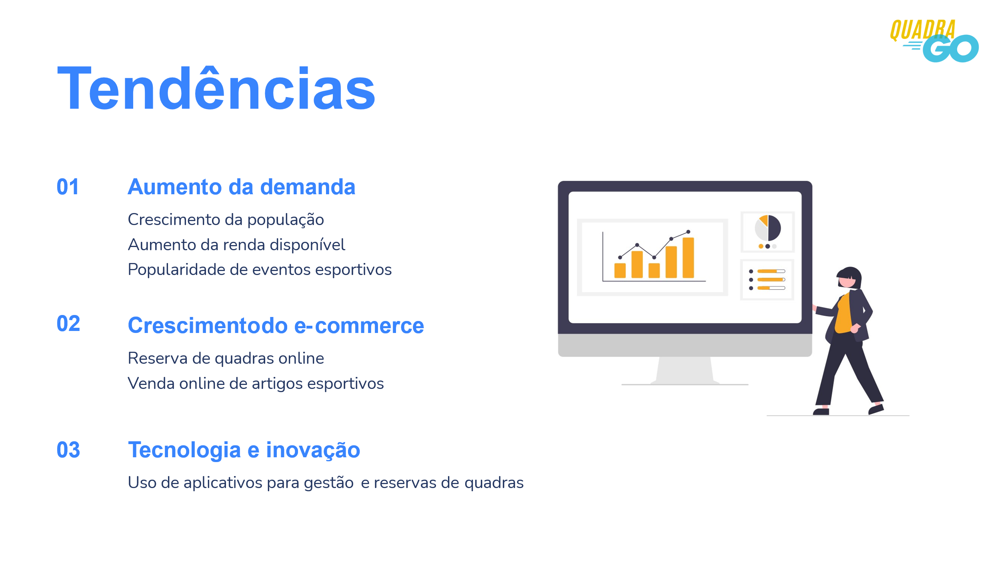 QUADRA
GO
Tendências
01
Aumento da demanda
Crescimento da população
Aumento da renda disponível
Popularidade de eventos esportivos
02
Crescimentodo e-commerce
Reserva de quadras online
Venda online de artigos esportivos
03
Tecnologia e inovação
Uso de aplicativos para gestão e reservas de quadras